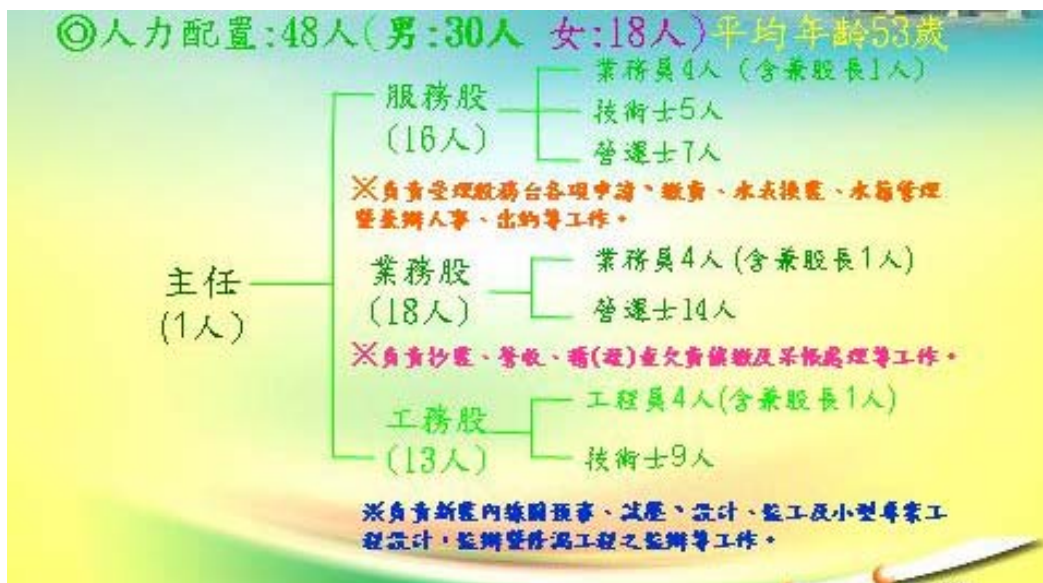 ◎人力配置:48人(男:30人 女:18人)平均年齡53歲
業務員4人 (含兼股長1人)
服務股
(16人)
技術士5人
營運士7人
※負責受理服務台各項申請、繳費、水表換裝、水籍管理
暨兼辦人事、出納等工作。
業務員4人 (含兼股長1人)
業務股
(18人)
主任
(1人)
營運士14人
※負責抄表、營收、稽(複)查欠費催繳及呆帳處理等工作。
工程員4人(含兼股長1人)
工務股
(13人)
技術士9人
※負責新裝內線圖預審、試壓、設計、監工及小型專案工
程設計,監辦暨修漏工程之監辦等工作。